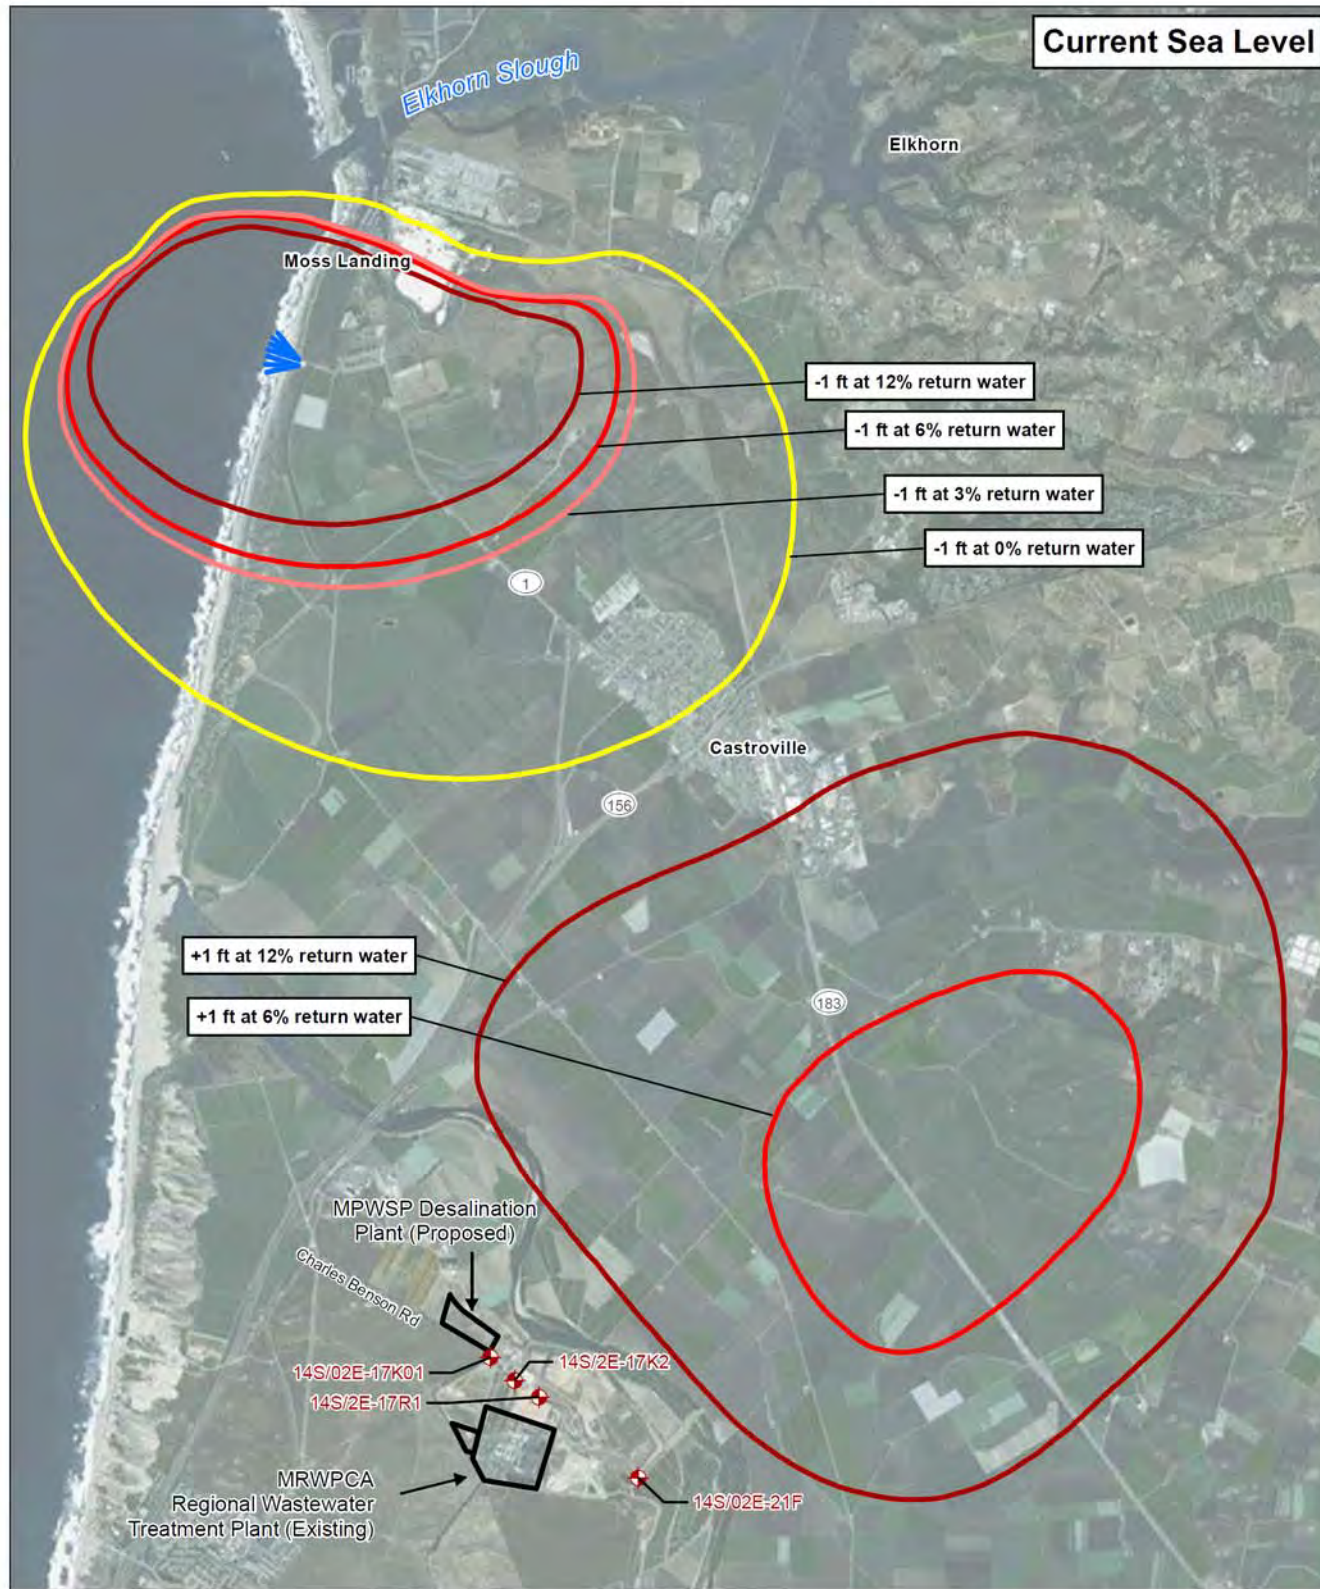 Current Sea Level
Elkhorn Slough
Elkhorn
Moss Landing
-1 ft at 12% return water
-1 ft at 6% return water
-1 ft at 3% return water
-1 ft at 0% return water
1
Castroville
156
+1 ft at 12% return water
183
+1 ft at 6% return water
MPWSP Desalination
Plant (Proposed)
Charles Benson Rd
14S/02E-17K01
14S/2E-17K2
14S/2E-17R1
MRWPCA
Regional Wastewater
Treatment Plant (Existing)
14S/02E-21F